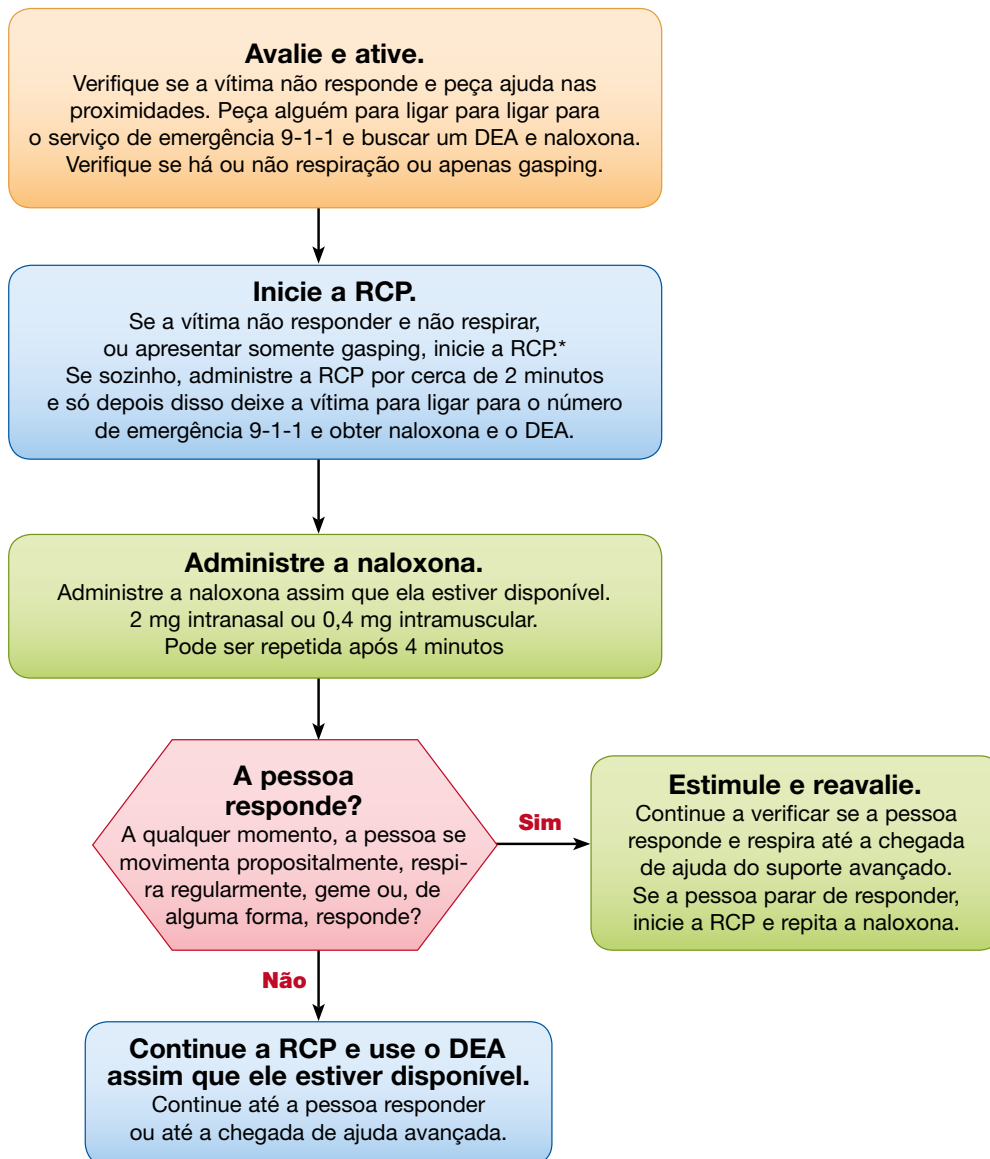 Avalie e ative.
Verifique se a vítima não responde e peça ajuda nas
proximidades. Peça alguém para ligar para ligar para
o serviço de emergência 9-1-1 e buscar um DEA e naloxona.
Verifique se há ou não respiração ou apenas gasping.
Inicie a RCP.
Se a vítima não responder e não respirar,
ou apresentar somente gasping, inicie a RCP.*
Se sozinho, administre a RCP por cerca de 2 minutos
e só depois disso deixe a vítima para ligar para o número
de emergência 9-1-1 e obter naloxona e o DEA.
Administre a naloxona.
Administre a naloxona assim que ela estiver disponível.
2 mg intranasal ou 0,4 mg intramuscular.
Pode ser repetida após 4 minutos
A pessoa
responde?
A qualquer momento, a pessoa se
movimenta propositalmente, respi-
ra regularmente, geme ou, de
alguma forma, responde?
Sim
Estimule e reavalie.
Continue a verificar se a pessoa
responde e respira até a chegada
de ajuda do suporte avançado.
Se a pessoa parar de responder,
inicie a RCP e repita a naloxona.
Não
Continue a RCP e use o DEA
assim que ele estiver disponível.
Continue até a pessoa responder
ou até a chegada de ajuda avançada.